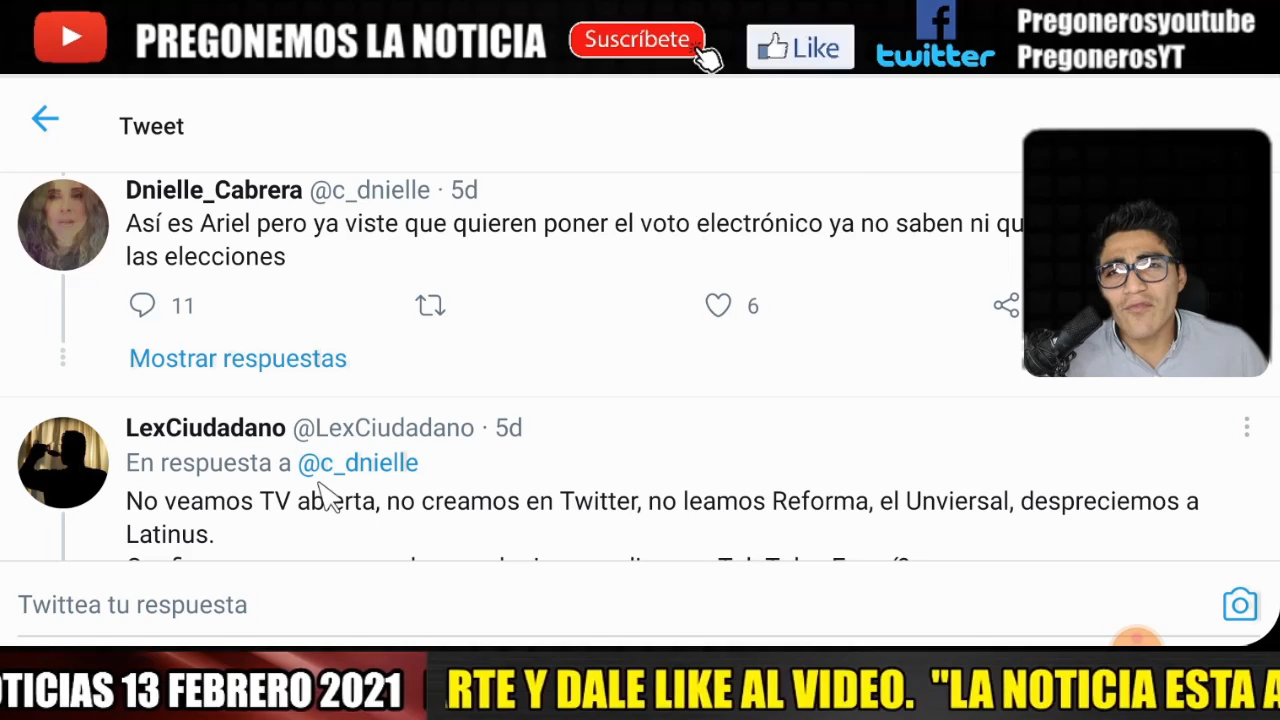 PREGONEMOS LA NOTICIA
Suscríbete
Like
twitter
Pregonerosyoutube
PregonerosYT
Tweet
Dnielle_Cabrera @c_dnielle · 5d
Así es Ariel pero ya viste que quieren poner el voto electrónico ya no saben ni
las elecciones
11
6
Mostrar respuestas
LexCiudadano @LexCiudadano · 5d
En respuesta a @c_dnielle
No veamos TV abierta, no creamos en Twitter, no leamos Reforma, el Unviersal, despreciemos a
Latinus.
Twittea tu respuesta
OTICIAS 13 FEBRERO 2021
RTE Y DALE LIKE AL VIDEO. "LA NOTICIA ESTA A